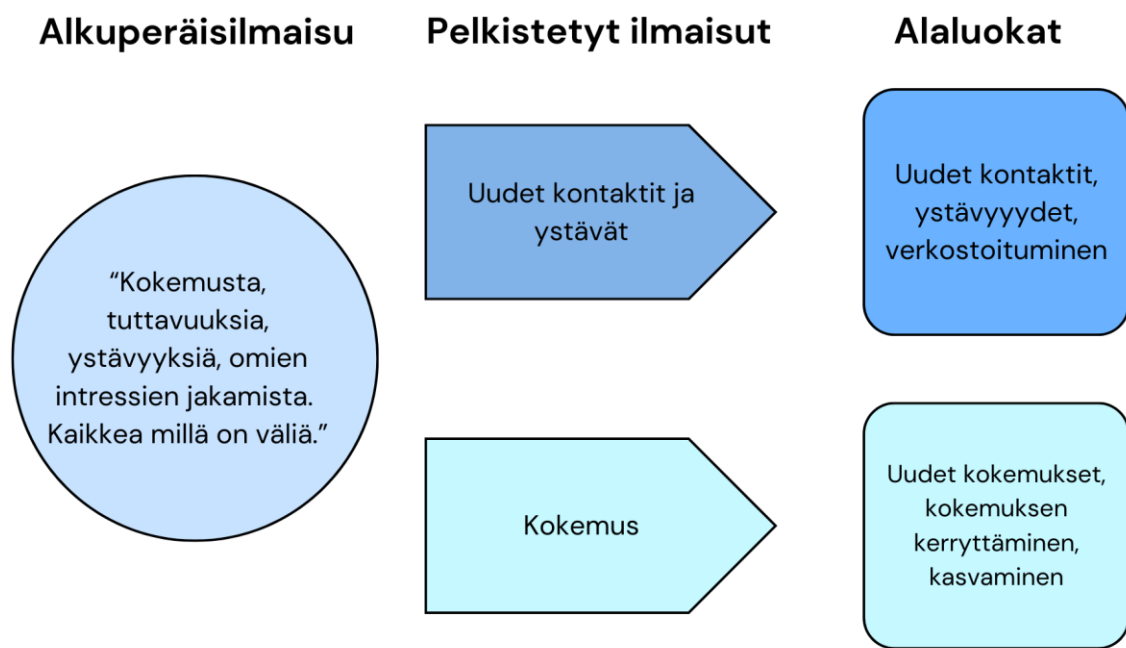 Alkuperäisilmaisu
Pelkistetyt ilmaisut
Alaluokat
“Kokemusta,
tuttavuuksia,
ystävyyksiä, omien
intressien jakamista.
Kaikkea millä on väliä.”
Uudet kontaktit ja
ystävät
Uudet kontaktit,
ystävyyydet,
verkostoituminen
Kokemus
Uudet kokemukset,
kokemuksen
kerryttäminen,
kasvaminen